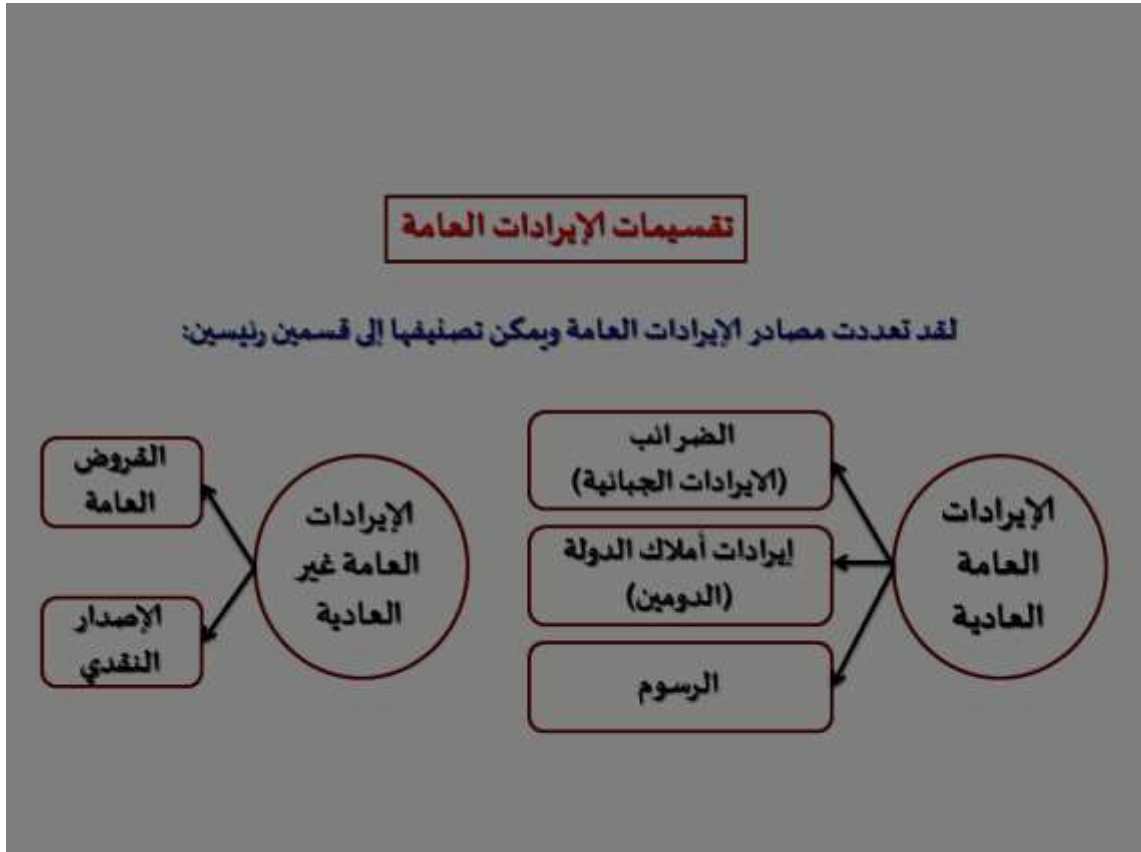 تقسيمات الإيرادات العامة
لقد تعددت مصادر الإيرادات العامة ويمكن تصنيفها إلى قسمين رئيسين:
الإيرادات
العامة
العادية
الضرائب
(الايرادات الجبائية)
إيرادات أملاك الدولة
(الدومين)
الرسوم
الإيرادات
العامة غير
العادية
القروض
العامة
الإصدار
النقدي